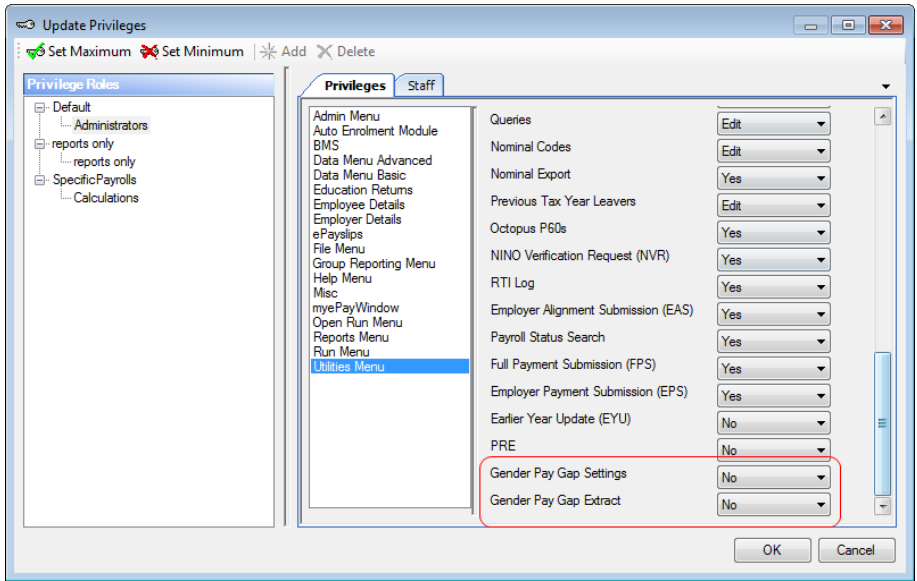 Update Privileges
Set Maximum Set Minimum Add Delete
Privilege Roles
Default
Administrators
reports only
reports only
SpecificPayrolls
Calculations
Privileges Staff
Admin Menu
Auto Enrolment Module
BMS
Data Menu Advanced
Data Menu Basic
Education Returns
Employee Details
Employer Details
ePayslips
File Menu
Group Reporting Menu
Help Menu
Misc
myePayWindow
Open Run Menu
Reports Menu
Run Menu
Utilities Menu
Queries Edit
Nominal Codes Edit
Nominal Export Yes
Previous Tax Year Leavers Edit
Octopus P60s Yes
NINO Verification Request (NVR) Yes
RTI Log Yes
Employer Alignment Submission (EAS) Yes
Payroll Status Search Yes
Full Payment Submission (FPS) Yes
Employer Payment Submission (EPS) Yes
Earlier Year Update (EYU) No
PRE No
Gender Pay Gap Settings No
Gender Pay Gap Extract No
OK Cancel